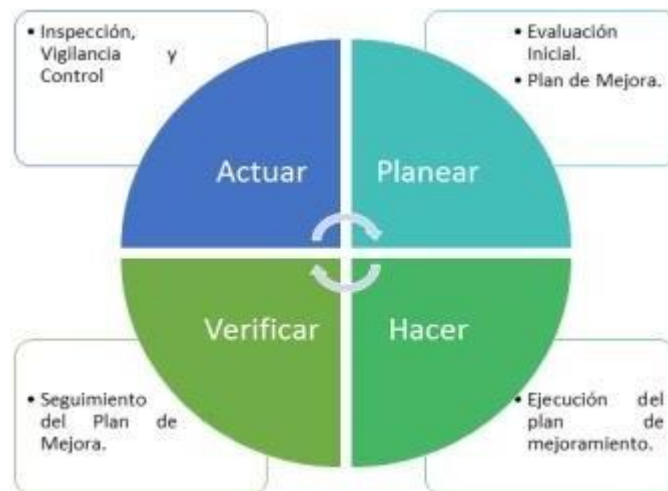 • Inspección,
Vigilancia y
Control
• Evaluación
Inicial.
• Plan de Mejora.
Actuar
Planear
Verificar
Hacer
• Seguimiento
del Plan de
Mejora.
• Ejecución del
plan de
mejoramiento.